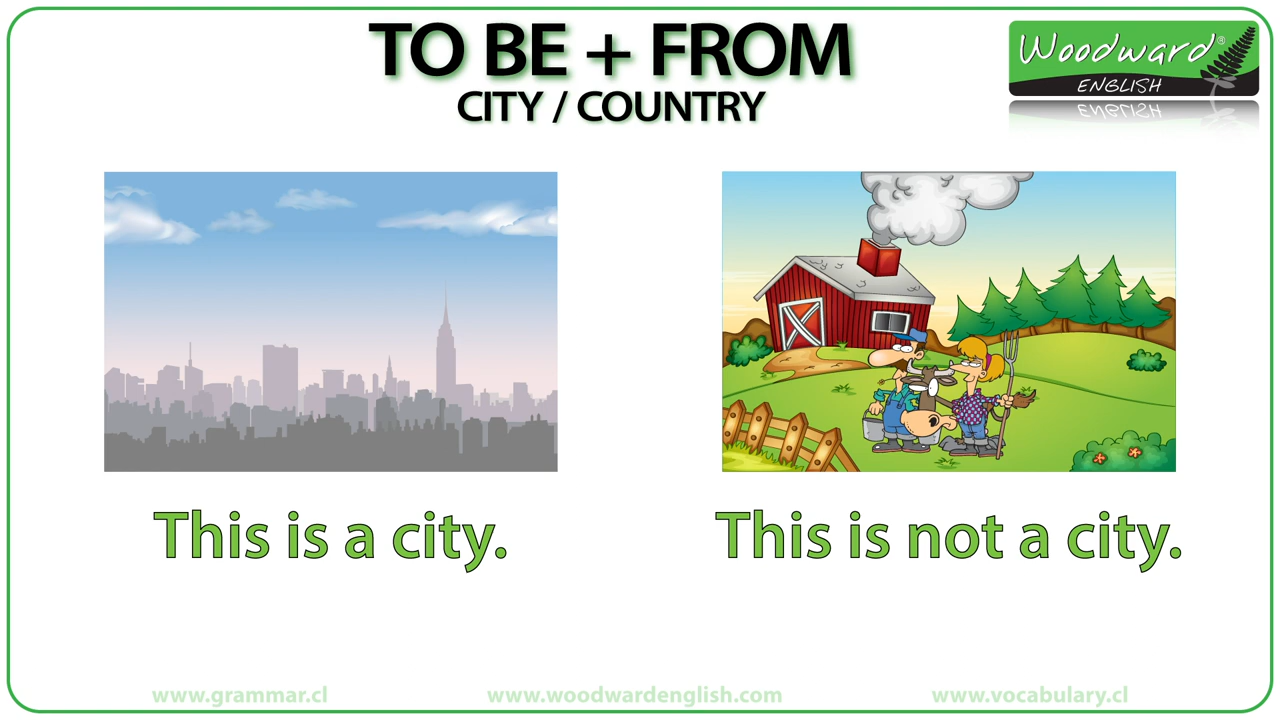 TO BE + FROM
CITY / COUNTRY
Woodward®
ENGLISH
This is a city.
This is not a city.
www.grammar.cl
www.woodwardenglish.com
www.vocabulary.cl